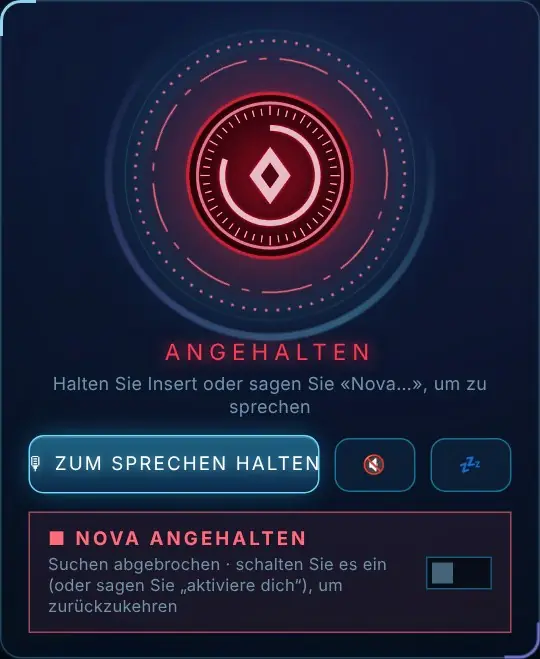 ANGEHALTEN
Halten Sie Insert oder sagen Sie «Nova...», um zu
sprechen
🎙 ZUM SPRECHEN HALTEN
💤
NOVA ANGEHALTEN
Suchen abgebrochen · schalten Sie es ein
(oder sagen Sie „aktiviere dich“), um
zurückzukehren